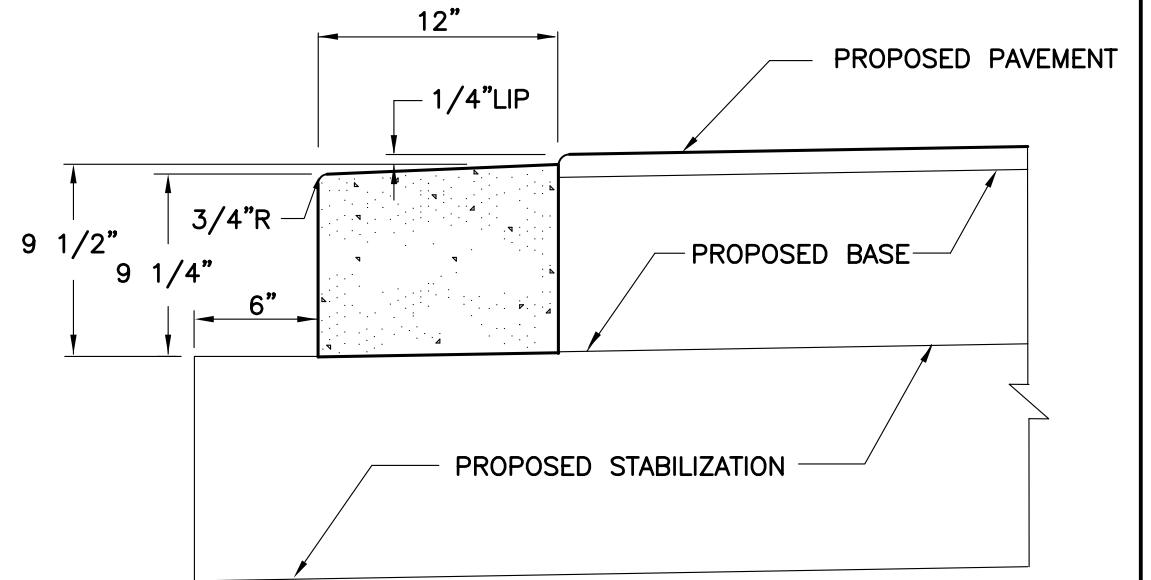 12"
PROPOSED PAVEMENT
1/4"LIP
3/4"R
9 1/2"
9 1/4"
PROPOSED BASE
6"
PROPOSED STABILIZATION